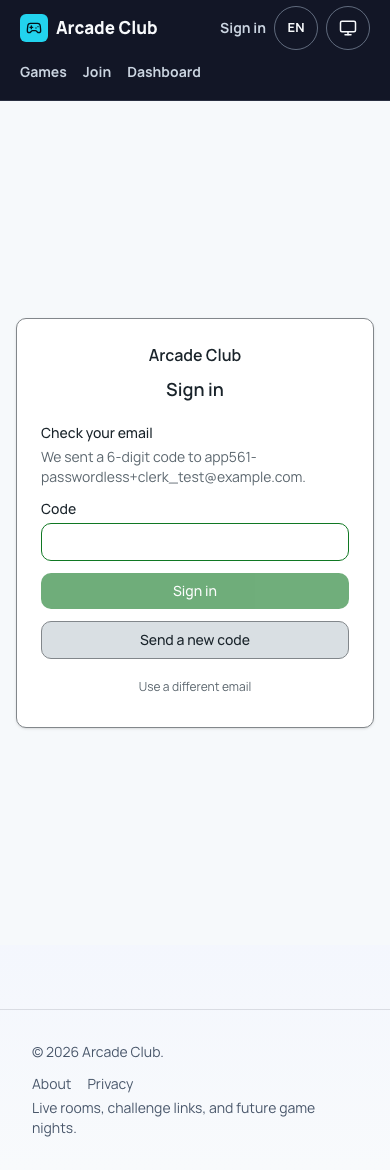 Arcade Club
Sign in
EN
Games
Join
Dashboard
Arcade Club
Sign in
Check your email
We sent a 6-digit code to app561-
passwordless+clerk_test@example.com.
Code
Sign in
Send a new code
Use a different email
© 2026 Arcade Club.
About
Privacy
Live rooms, challenge links, and future game
nights.